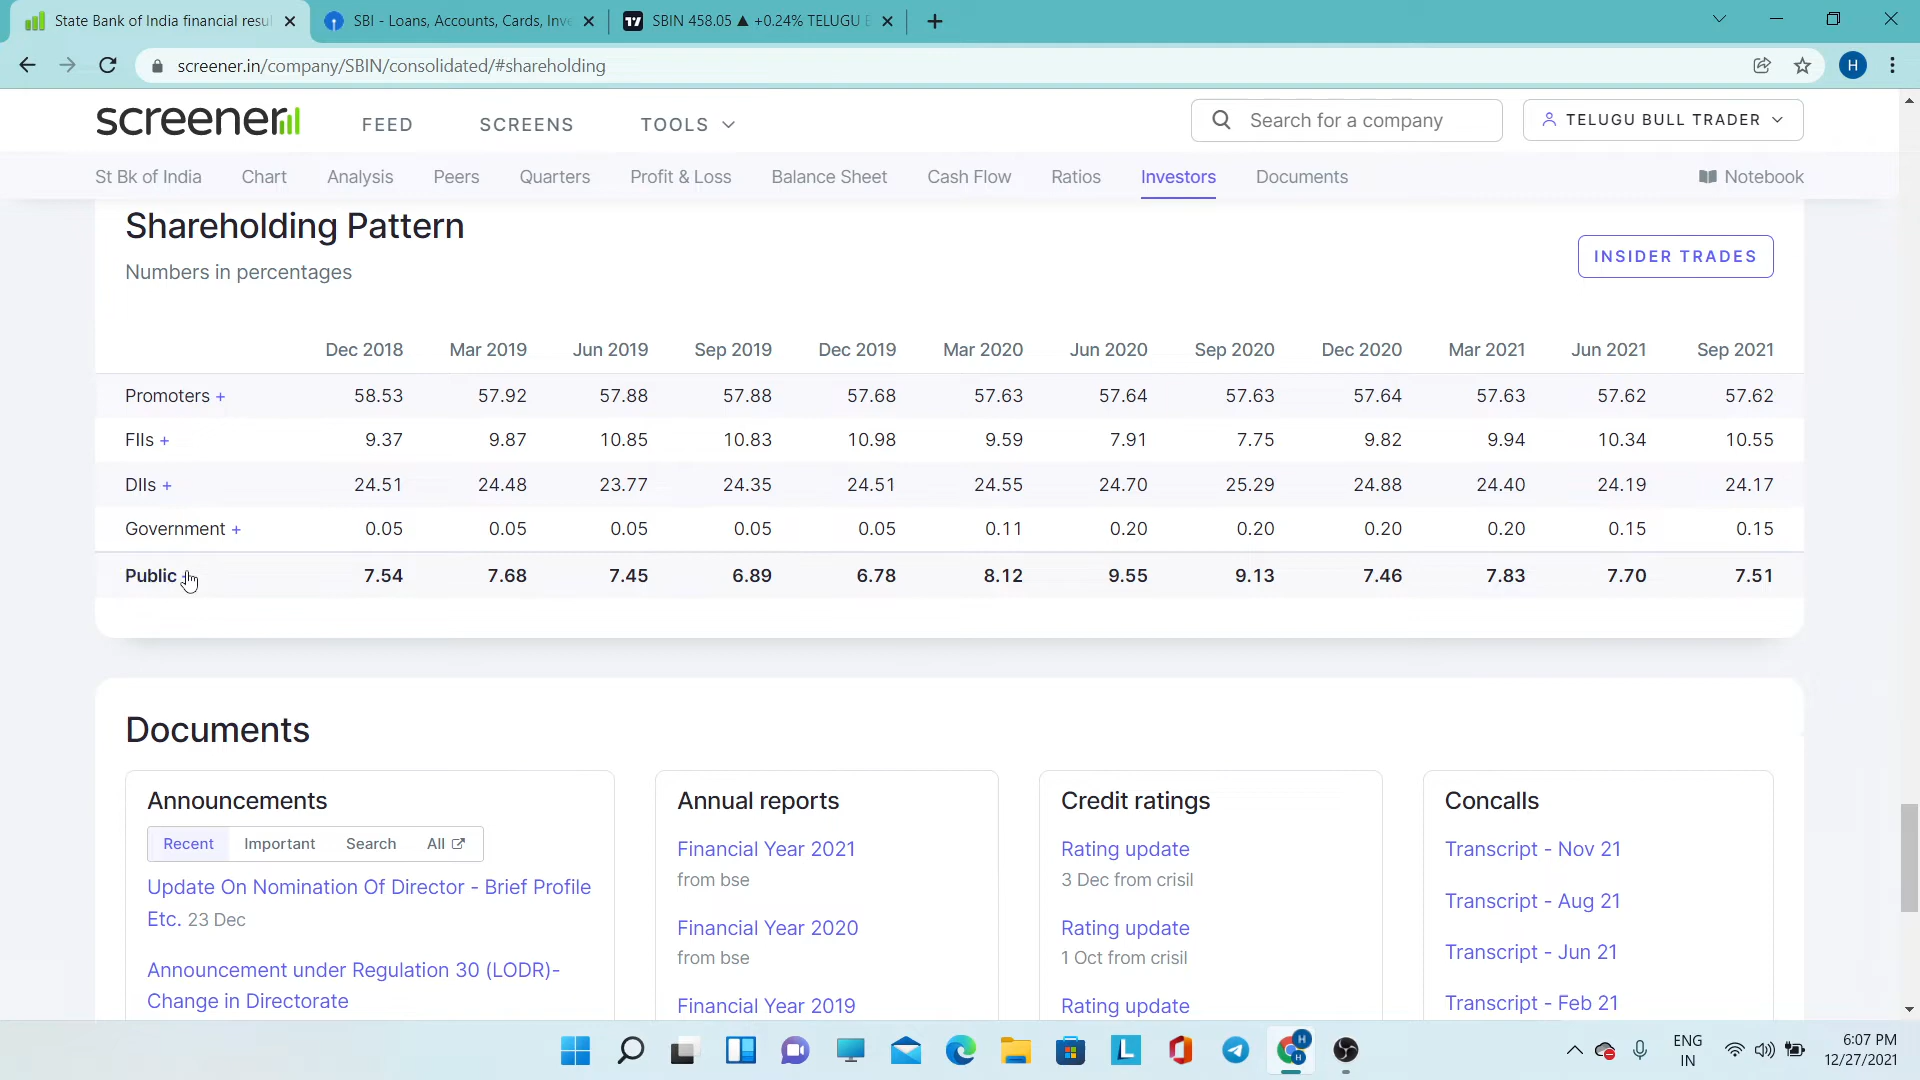 State Bank of India financial resul
SBI - Loans, Accounts, Cards, Inve
SBIN 458.05 ▲ +0.24% TELUGU B
screener.in/company/SBIN/consolidated/#shareholding
H
screener
FEED
SCREENS
TOOLS
Search for a company
TELUGU BULL TRADER
St Bk of India Chart Analysis Peers Quarters Profit & Loss Balance Sheet Cash Flow Ratios Investors Documents Notebook
Shareholding Pattern
Numbers in percentages
INSIDER TRADES
Dec 2018 Mar 2019 Jun 2019 Sep 2019 Dec 2019 Mar 2020 Jun 2020 Sep 2020 Dec 2020 Mar 2021 Jun 2021 Sep 2021
Promoters + 58.53 57.92 57.88 57.88 57.68 57.63 57.64 57.63 57.64 57.63 57.62 57.62
FIIs + 9.37 9.87 10.85 10.83 10.98 9.59 7.91 7.75 9.82 9.94 10.34 10.55
DIIs + 24.51 24.48 23.77 24.35 24.51 24.55 24.70 25.29 24.88 24.40 24.19 24.17
Government + 0.05 0.05 0.05 0.05 0.05 0.11 0.20 0.20 0.20 0.20 0.15 0.15
Public 7.54 7.68 7.45 6.89 6.78 8.12 9.55 9.13 7.46 7.83 7.70 7.51
Documents
Announcements
Recent Important Search All
Update On Nomination Of Director - Brief Profile
Etc. 23 Dec
Announcement under Regulation 30 (LODR)-
Change in Directorate
Annual reports
Financial Year 2021
from bse
Financial Year 2020
from bse
Financial Year 2019
Credit ratings
Rating update
3 Dec from crisil
Rating update
1 Oct from crisil
Rating update
Concalls
Transcript - Nov 21
Transcript - Aug 21
Transcript - Jun 21
Transcript - Feb 21
ENG
IN
6:07 PM
12/27/2021